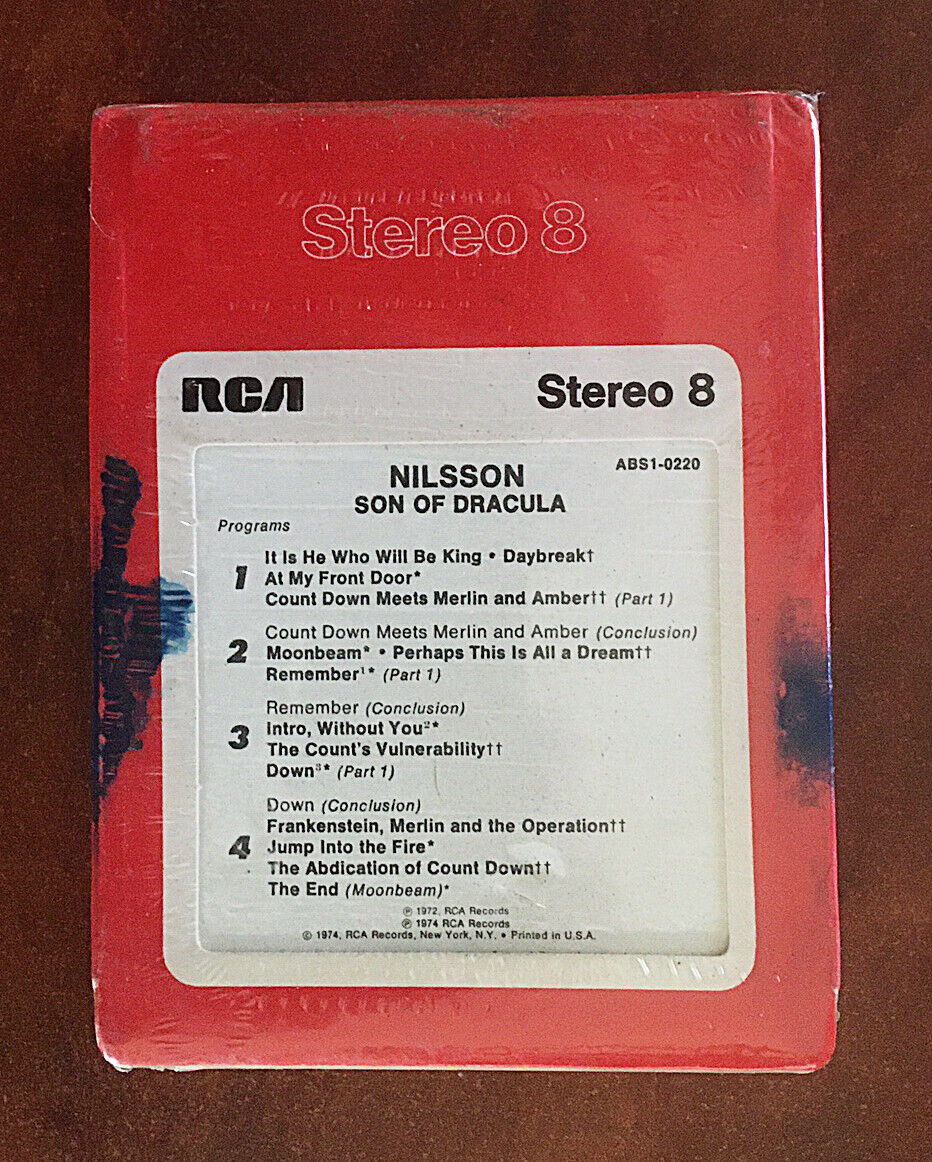 Stereo 8
RCA
Stereo 8
ABS1-0220
NILSSON
SON OF DRACULA
Programs
1
It Is He Who Will Be King • Daybreak†
At My Front Door*
Count Down Meets Merlin and Amber†† (Part 1)
2
Count Down Meets Merlin and Amber (Conclusion)
Moonbeam* • Perhaps This Is All a Dream††
Remember¹* (Part 1)
3
Remember (Conclusion)
Intro, Without You²*
The Count's Vulnerability††
Down³* (Part 1)
4
Down (Conclusion)
Frankenstein, Merlin and the Operation††
Jump Into the Fire*
The Abdication of Count Down††
The End (Moonbeam)*
℗ 1972, RCA Records
℗ 1974 RCA Records
© 1974, RCA Records, New York, N.Y. • Printed in U.S.A.